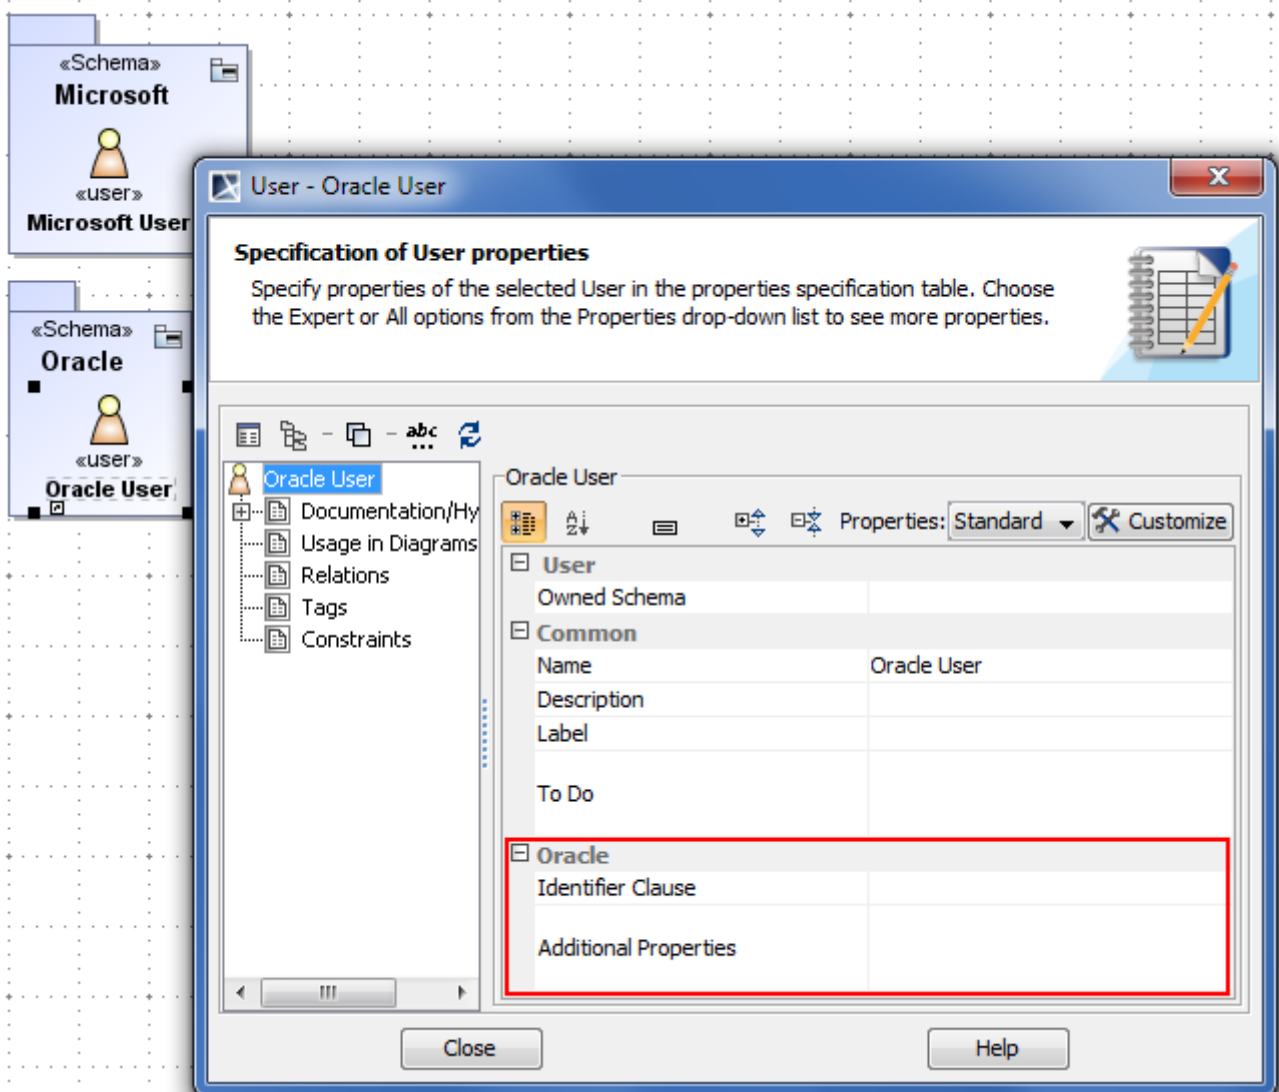 «Schema»
Microsoft
«user»
Microsoft User
«Schema»
Oracle
«user»
Oracle User
User - Oracle User
Specification of User properties
Specify properties of the selected User in the properties specification table. Choose
the Expert or All options from the Properties drop-down list to see more properties.
abc
Oracle User
Documentation/Hy
Usage in Diagrams
Relations
Tags
Constraints
Oracle User
Properties: Standard Customize
User
Owned Schema
Common
Name Oracle User
Description
Label
To Do
Oracle
Identifier Clause
Additional Properties
Close Help